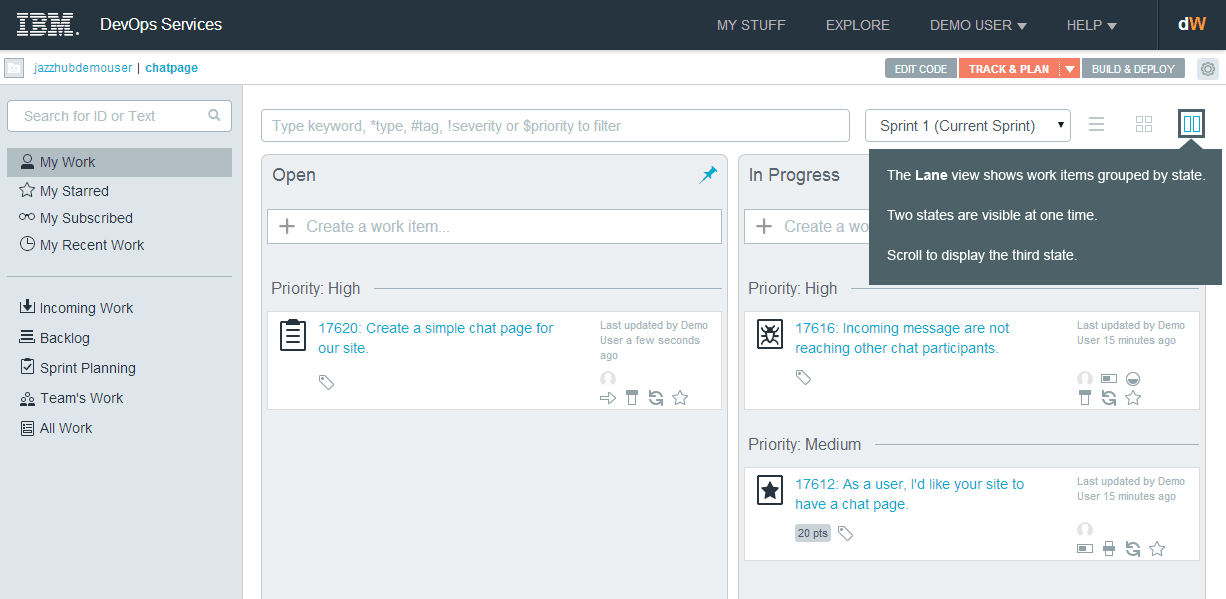 IBM DevOps Services MY STUFF EXPLORE DEMO USER HELP dW
jazzhubdemouser | chatpage EDIT CODE TRACK & PLAN BUILD & DEPLOY
Search for ID or Text
My Work
My Starred
My Subscribed
My Recent Work
Incoming Work
Backlog
Sprint Planning
Team's Work
All Work
Type keyword, *type, #tag, !severity or $priority to filter
Sprint 1 (Current Sprint)
The Lane view shows work items grouped by state.
Two states are visible at one time.
Scroll to display the third state.
Open
Create a work item...
Priority: High
17620: Create a simple chat page for
our site.
Last updated by Demo
User a few seconds
ago
In Progress
Create a wo
Priority: High
17616: Incoming message are not
reaching other chat participants.
Last updated by Demo
User 15 minutes ago
Priority: Medium
17612: As a user, I'd like your site to
have a chat page.
20 pts
Last updated by Demo
User 15 minutes ago